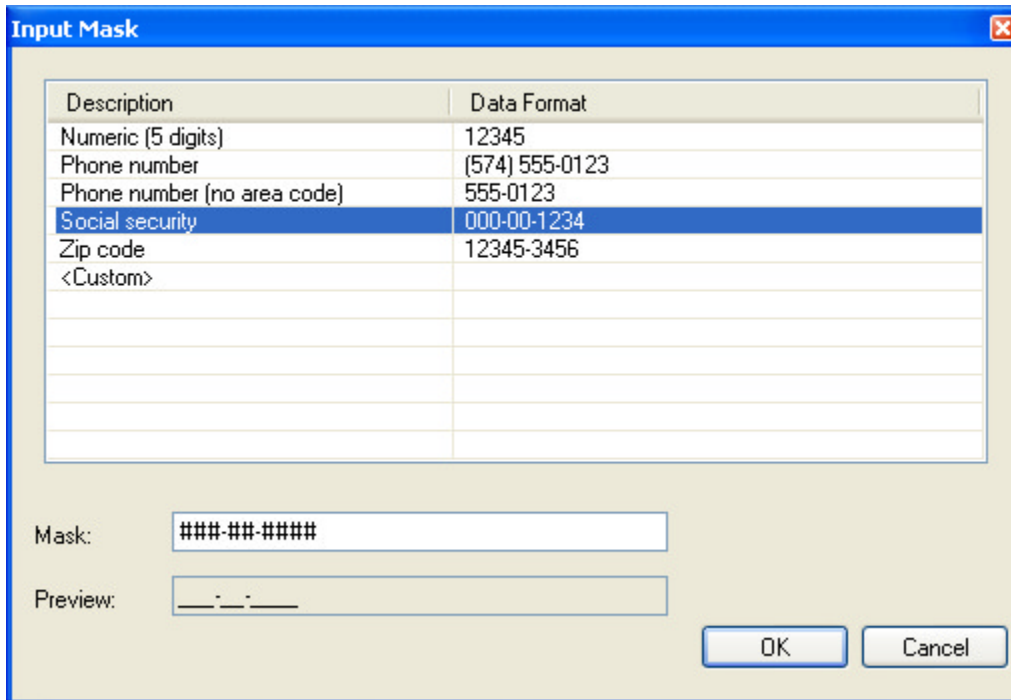 Input Mask
Description Data Format
Numeric (5 digits) 12345
Phone number (574) 555-0123
Phone number (no area code) 555-0123
Social security 000-00-1234
Zip code 12345-3456
<Custom>
Mask: ###-##-####
Preview: ___-__-____
OK Cancel